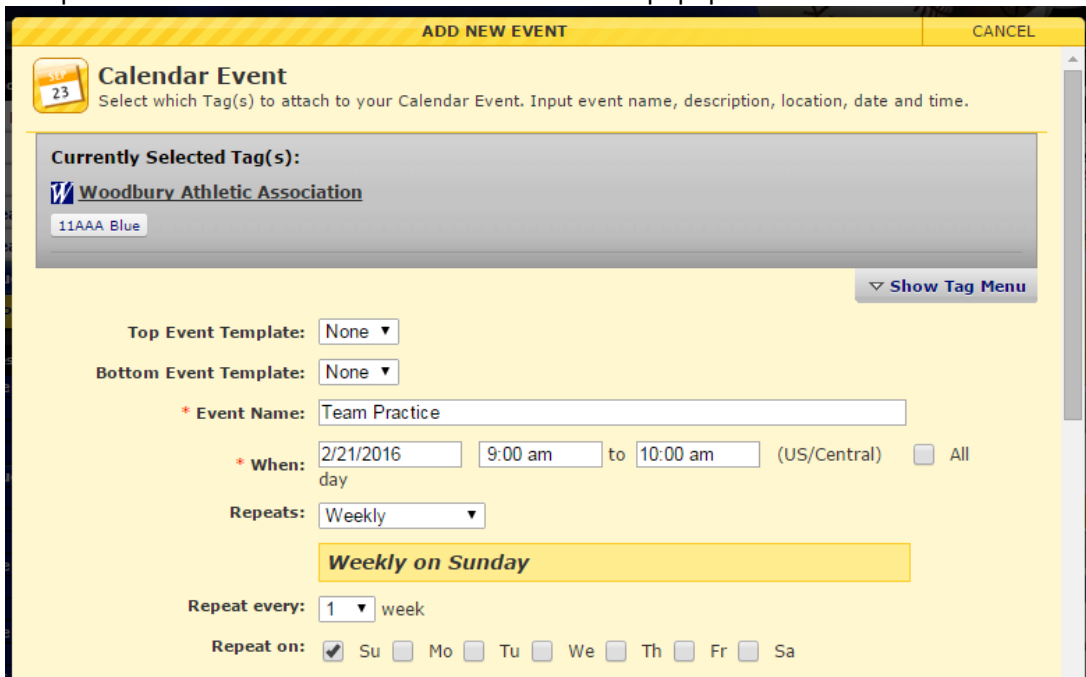 ADD NEW EVENT CANCEL
SEP
23
Calendar Event
Select which Tag(s) to attach to your Calendar Event. Input event name, description, location, date and time.
Currently Selected Tag(s):
W Woodbury Athletic Association
11AAA Blue
Show Tag Menu
Top Event Template: None
Bottom Event Template: None
* Event Name: Team Practice
* When: 2/21/2016 9:00 am to 10:00 am (US/Central) All
day
Repeats: Weekly
Weekly on Sunday
Repeat every: 1 week
Repeat on: Su Mo Tu We Th Fr Sa